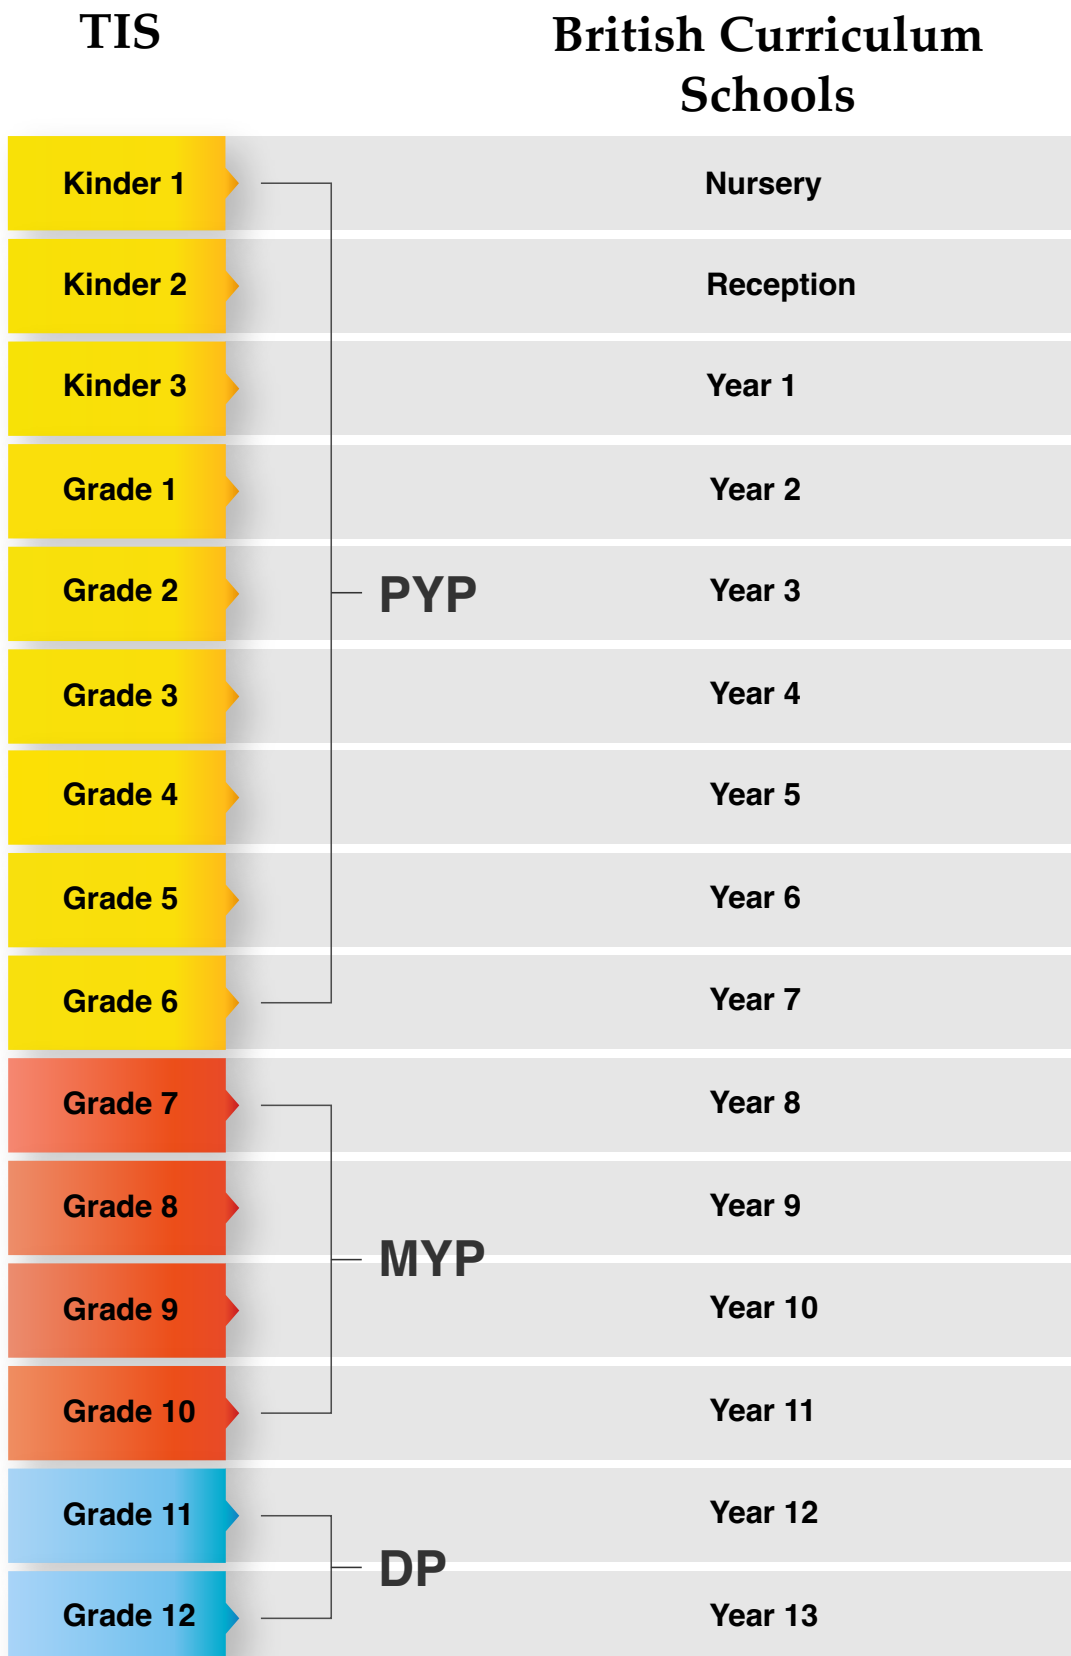 TIS
British Curriculum
Schools
Kinder 1
Nursery
Kinder 2
Reception
Kinder 3
Year 1
Grade 1
Year 2
Grade 2
PYP
Year 3
Grade 3
Year 4
Grade 4
Year 5
Grade 5
Year 6
Grade 6
Year 7
Grade 7
Year 8
Grade 8
Year 9
MYP
Grade 9
Year 10
Grade 10
Year 11
Grade 11
Year 12
DP
Grade 12
Year 13